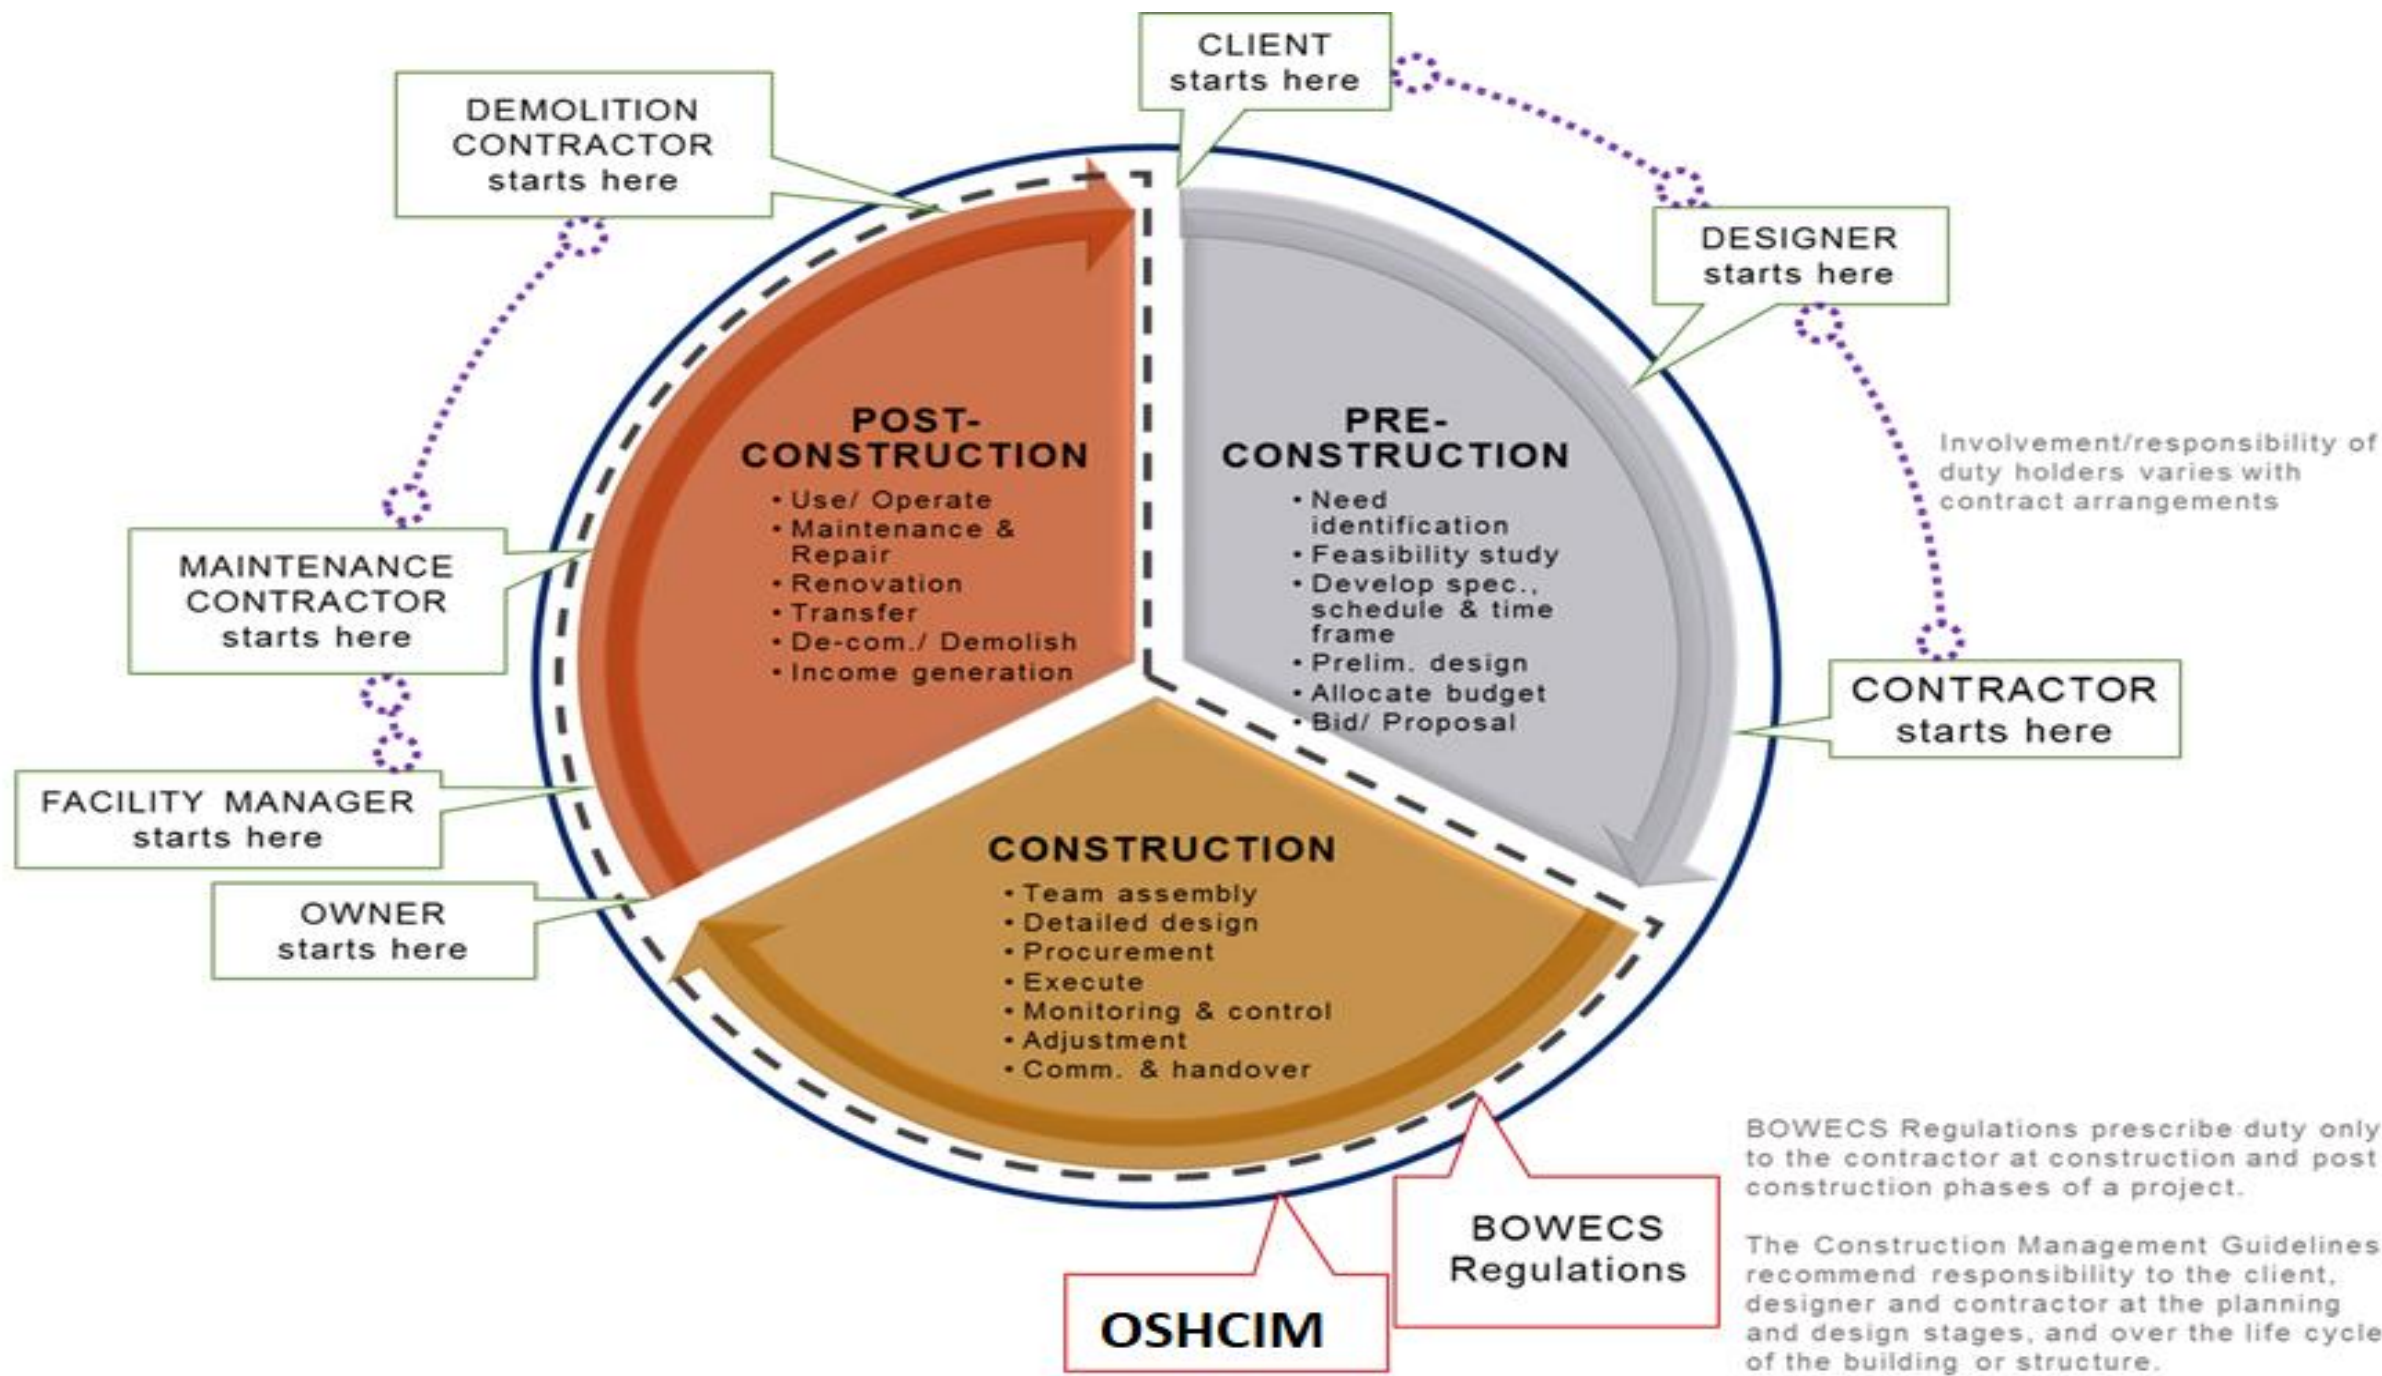 CLIENT
starts here
DEMOLITION
CONTRACTOR
starts here
DESIGNER
starts here
POST-
CONSTRUCTION
• Use/ Operate
• Maintenance &
Repair
• Renovation
• Transfer
• De-com./ Demolish
• Income generation
PRE-
CONSTRUCTION
• Need
identification
• Feasibility study
• Develop spec.,
schedule & time
frame
• Prelim. design
• Allocate budget
• Bid/ Proposal
Involvement/responsibility of
duty holders varies with
contract arrangements
MAINTENANCE
CONTRACTOR
starts here
CONTRACTOR
starts here
FACILITY MANAGER
starts here
OWNER
starts here
CONSTRUCTION
• Team assembly
• Detailed design
• Procurement
• Execute
• Monitoring & control
• Adjustment
• Comm. & handover
BOWECS
Regulations
OSHCIM
BOWECS Regulations prescribe duty only
to the contractor at construction and post
construction phases of a project.
The Construction Management Guidelines
recommend responsibility to the client,
designer and contractor at the planning
and design stages, and over the life cycle
of the building or structure.